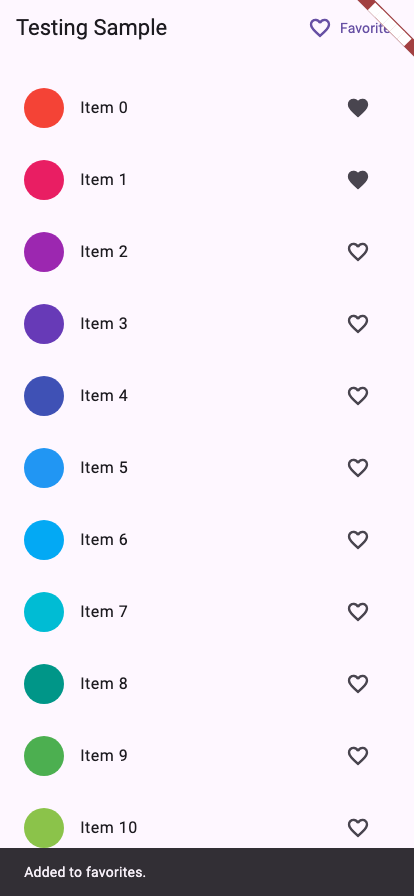 Testing Sample
Favorite
Item 0
Item 1
Item 2
Item 3
Item 4
Item 5
Item 6
Item 7
Item 8
Item 9
Item 10
Added to favorites.